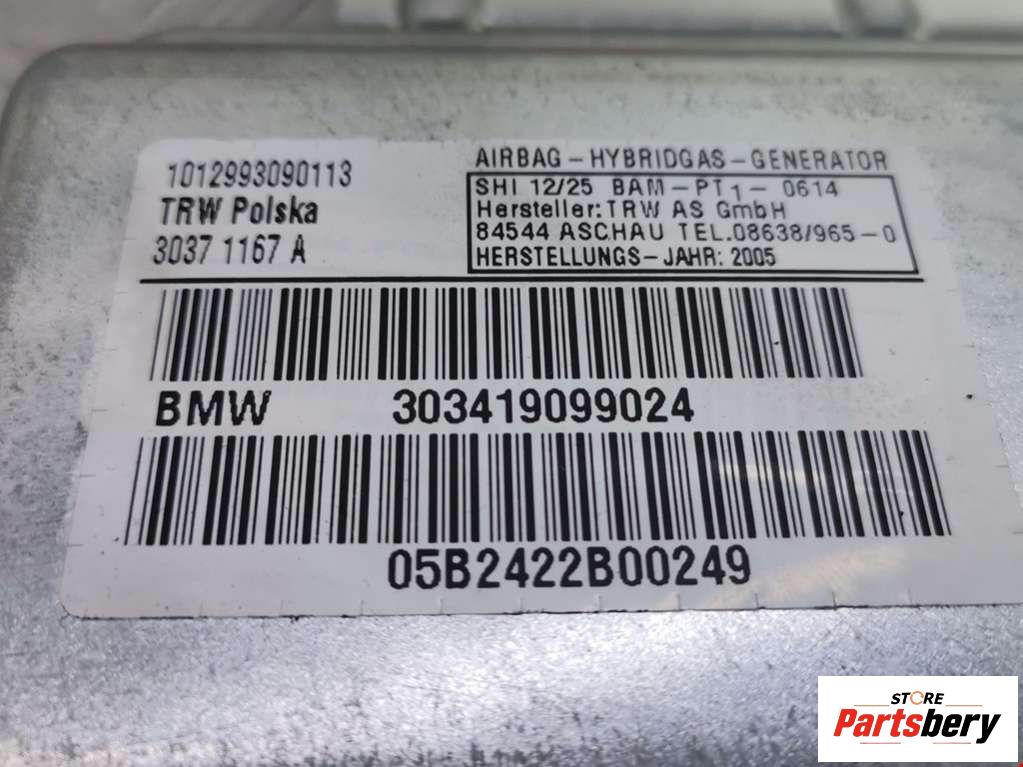 1012993090113
TRW Polska
3037 1167 A
AIRBAG-HYBRIDGAS-GENERATOR
SHI 12/25 BAM-PT1-0614
Hersteller: TRW AS GmbH
84544 ASCHAU TEL.08638/965-0
HERSTELLUNGS-JAHR: 2005
BMW 303419099024
05B2422B00249
STORE
Partsbery